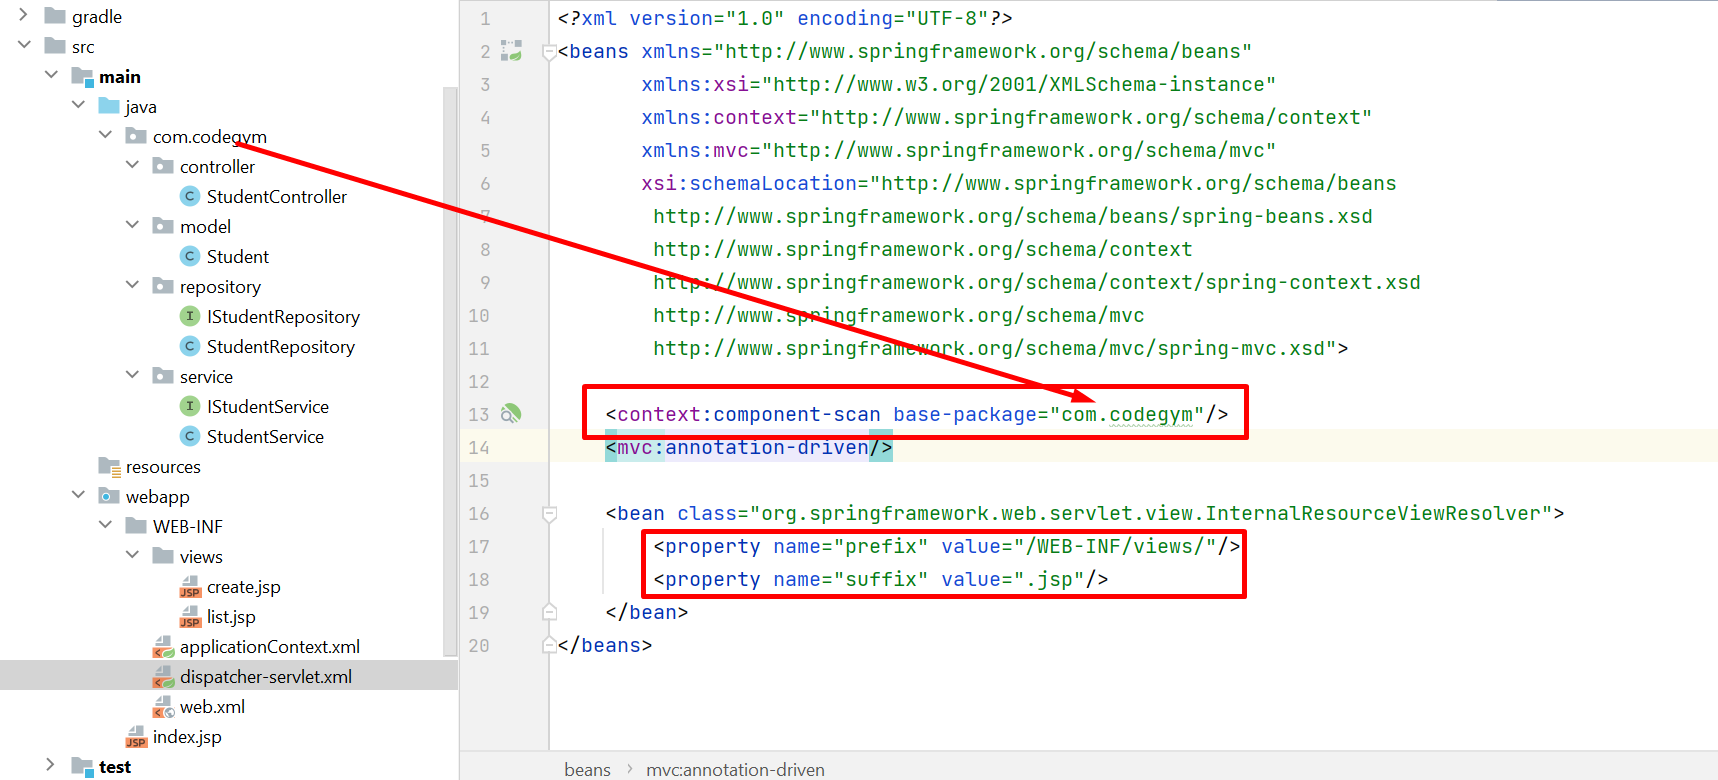 gradle
src
main
java
com.codegym
controller
StudentController
model
Student
repository
IStudentRepository
StudentRepository
service
IStudentService
StudentService
resources
webapp
WEB-INF
views
create.jsp
list.jsp
applicationContext.xml
dispatcher-servlet.xml
web.xml
index.jsp
test
1 <?xml version="1.0" encoding="UTF-8"?>
2 <beans xmlns="http://www.springframework.org/schema/beans"
3 xmlns:xsi="http://www.w3.org/2001/XMLSchema-instance"
4 xmlns:context="http://www.springframework.org/schema/context"
5 xmlns:mvc="http://www.springframework.org/schema/mvc"
6 xsi:schemaLocation="http://www.springframework.org/schema/beans
7 http://www.springframework.org/schema/beans/spring-beans.xsd
8 http://www.springframework.org/schema/context
9 http://www.springframework.org/schema/context/spring-context.xsd
10 http://www.springframework.org/schema/mvc
11 http://www.springframework.org/schema/mvc/spring-mvc.xsd">
12
13 <context:component-scan base-package="com.codegym"/>
14 <mvc:annotation-driven/>
15
16 <bean class="org.springframework.web.servlet.view.InternalResourceViewResolver">
17 <property name="prefix" value="/WEB-INF/views/"/>
18 <property name="suffix" value=".jsp"/>
19 </bean>
20 </beans>
beans › mvc:annotation-driven